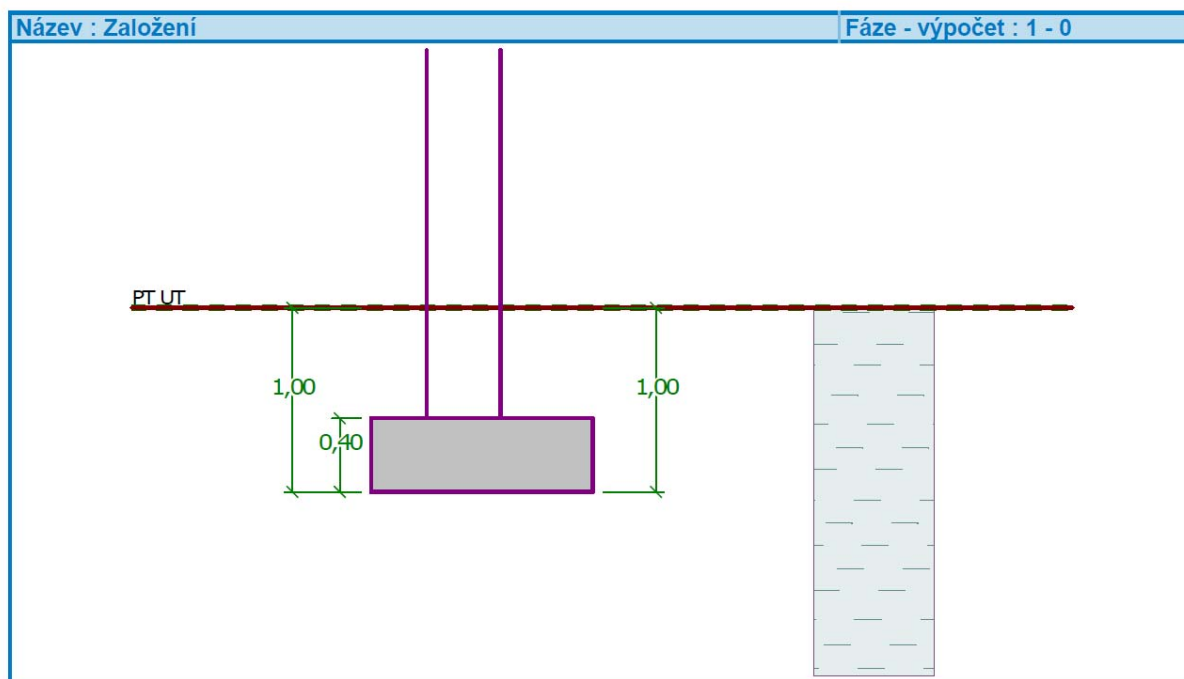 Název : Založení
Fáze - výpočet : 1 - 0
PT UT
1,00
1,00
0,40